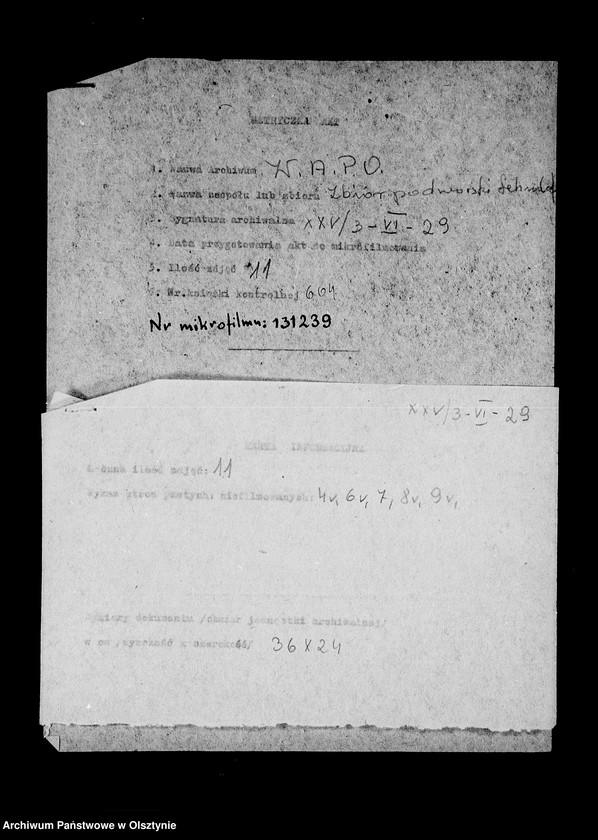 METRYCZKA AKT
1. Nazwa Archiwum W.A.P.O.
2. Nazwa zespołu lub zbioru Zbiór podworski
3. Sygnatura archiwalna XXV/3-VI-29
4. Data przygotowania akt do mikrofilmowania
5. Ilość zdjęć 11
6. Nr.książki kontrolnej 604
Nr mikrofilmu: 131239
XXV/3-VI-29
KARTA INFORMACYJNA
ilość zdjęć: 11
Wykaz stron pustych: niefilmowanych: 4v, 6v, 7, 8v, 9v,
Wymiary dokumentu /obszar jednostki archiwalnej/
w cm ,wysokość x szerokość/ 36 x 24
Archiwum Państwowe w Olsztynie